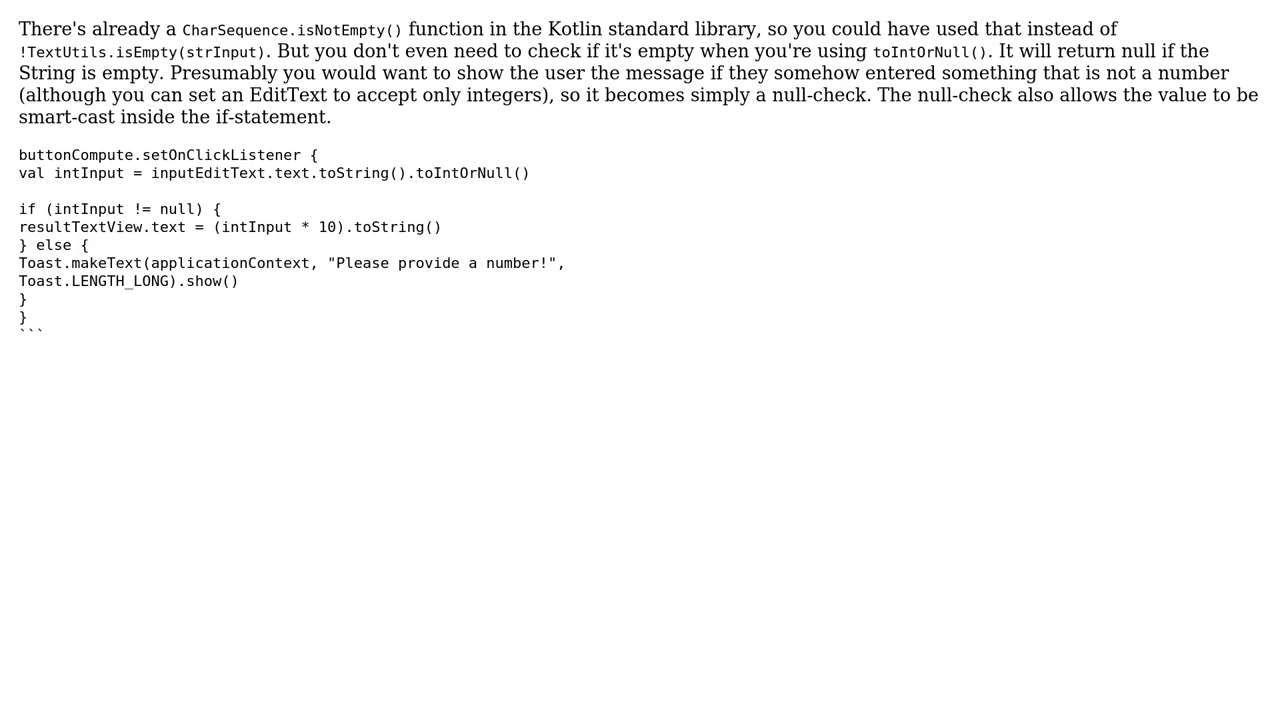 There's already a CharSequence.isNotEmpty() function in the Kotlin standard library, so you could have used that instead of
!TextUtils.isEmpty(strInput). But you don't even need to check if it's empty when you're using toIntOrNull(). It will return null if the
String is empty. Presumably you would want to show the user the message if they somehow entered something that is not a number
(although you can set an EditText to accept only integers), so it becomes simply a null-check. The null-check also allows the value to be
smart-cast inside the if-statement.
buttonCompute.setOnClickListener {
val intInput = inputEditText.text.toString().toIntOrNull()
if (intInput != null) {
resultTextView.text = (intInput * 10).toString()
} else {
Toast.makeText(applicationContext, "Please provide a number!",
Toast.LENGTH_LONG).show()
}
}
```